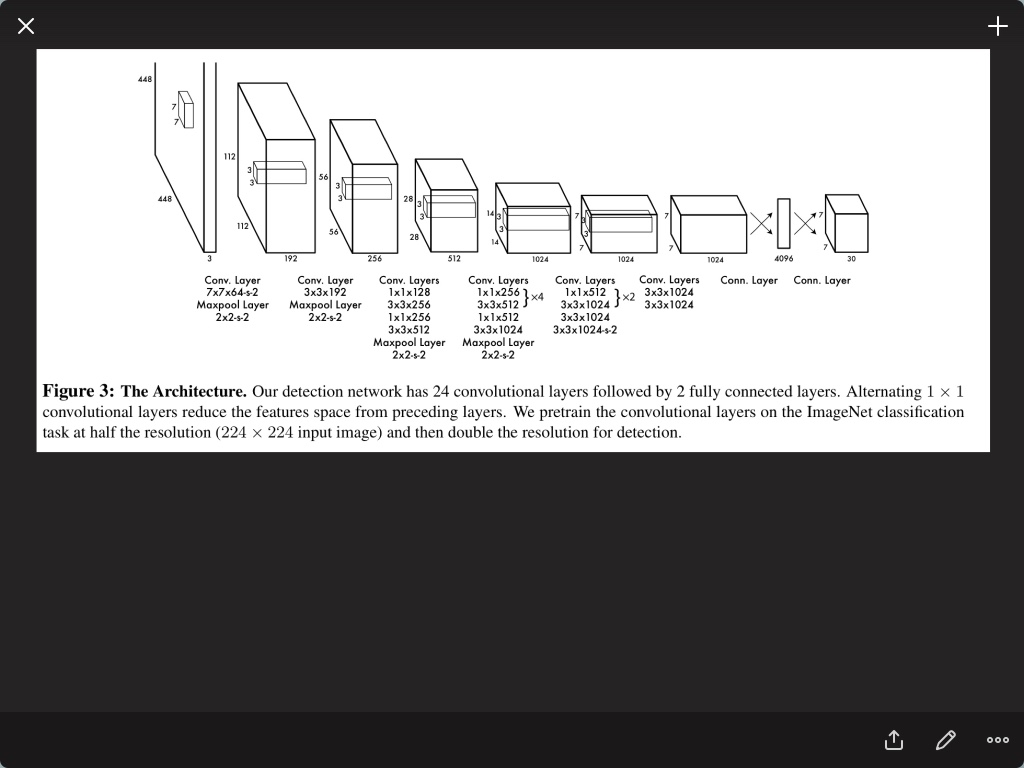 448
7
7
448
3
112
3
3
112
192
56
3
3
56
256
28
3
3
28
512
14
3
3
14
1024
7
3
3
7
1024
7
7
1024
4096
7
7
30
Conv. Layer
7x7x64-s-2
Maxpool Layer
2x2-s-2
Conv. Layer
3x3x192
Maxpool Layer
2x2-s-2
Conv. Layers
1x1x128
3x3x256
1x1x256
3x3x512
Maxpool Layer
2x2-s-2
Conv. Layers
1x1x256
3x3x512
}×4
1x1x512
3x3x1024
Maxpool Layer
2x2-s-2
Conv. Layers
1x1x512
3x3x1024
}×2
3x3x1024
3x3x1024-s-2
Conv. Layers
3x3x1024
3x3x1024
Conn. Layer
Conn. Layer
Figure 3: The Architecture. Our detection network has 24 convolutional layers followed by 2 fully connected layers. Alternating 1 × 1
convolutional layers reduce the features space from preceding layers. We pretrain the convolutional layers on the ImageNet classification
task at half the resolution (224 × 224 input image) and then double the resolution for detection.